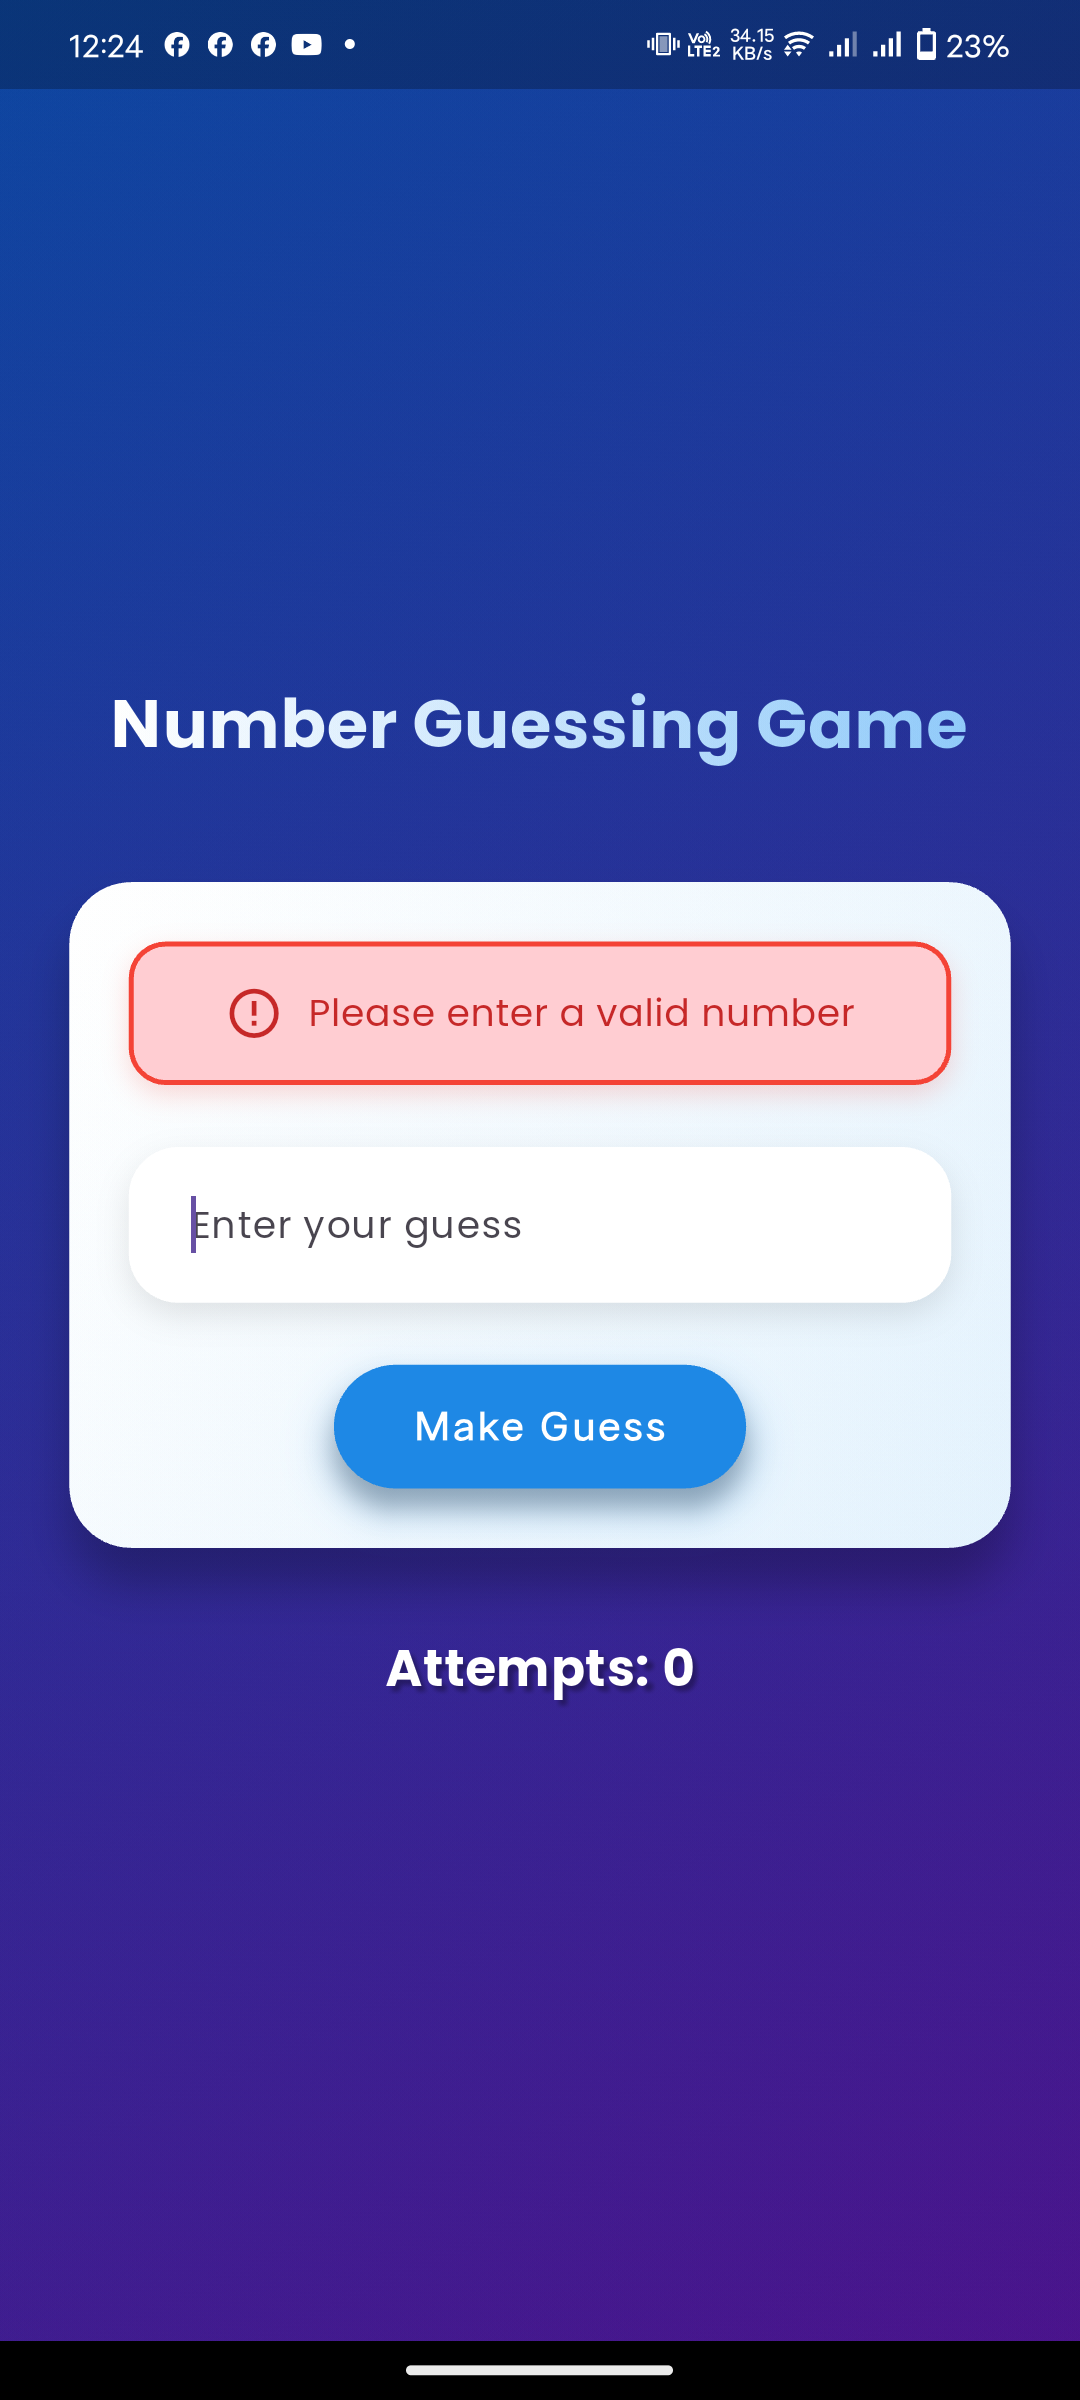 12:24
Vo) LTE2 34.15 KB/s 23%
Number Guessing Game
Please enter a valid number
Enter your guess
Make Guess
Attempts: 0